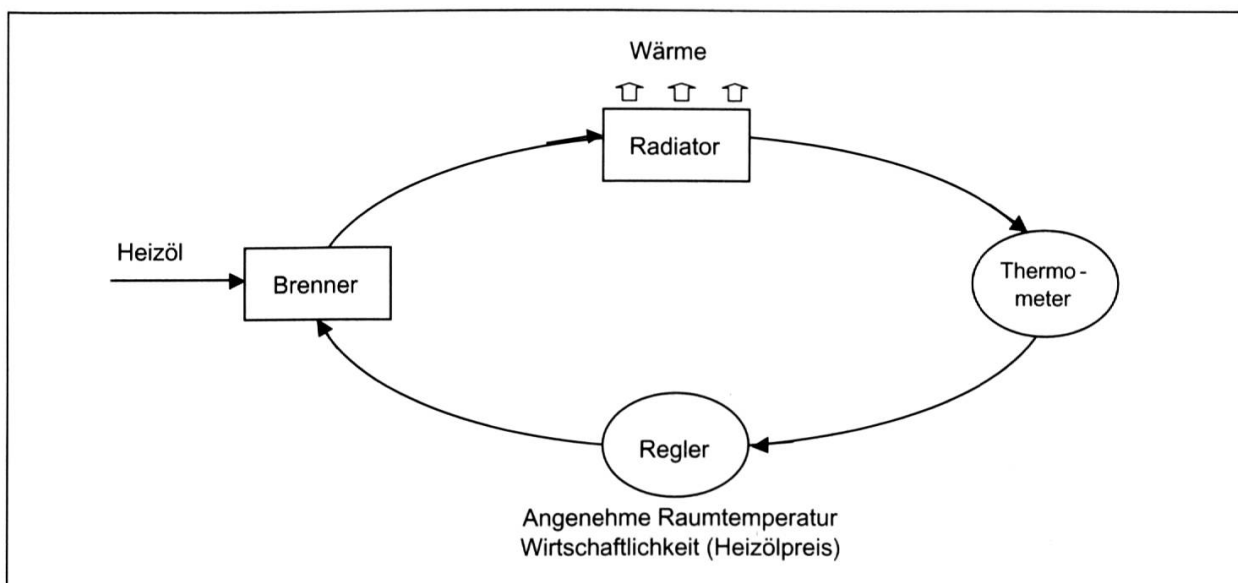 Wärme
Radiator
Heizöl
Brenner
Thermo-
meter
Regler
Angenehme Raumtemperatur
Wirtschaftlichkeit (Heizölpreis)